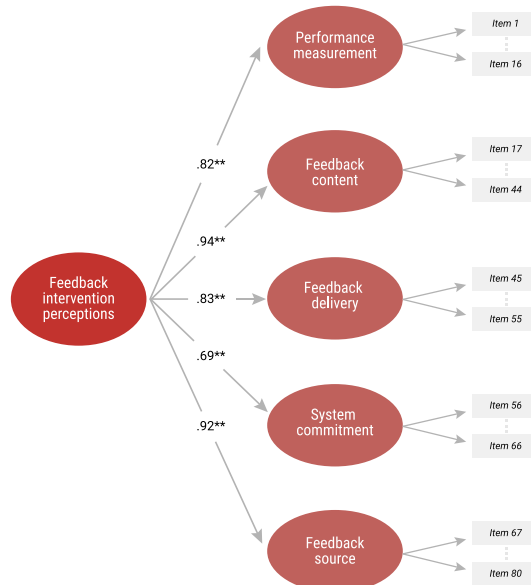 Performance
measurement
Item 1
Item 16
.82**
Feedback
content
Item 17
Item 44
.94**
Feedback
intervention
perceptions
.83**
Feedback
delivery
Item 45
Item 55
.69**
System
commitment
Item 56
Item 66
.92**
Feedback
source
Item 67
Item 80